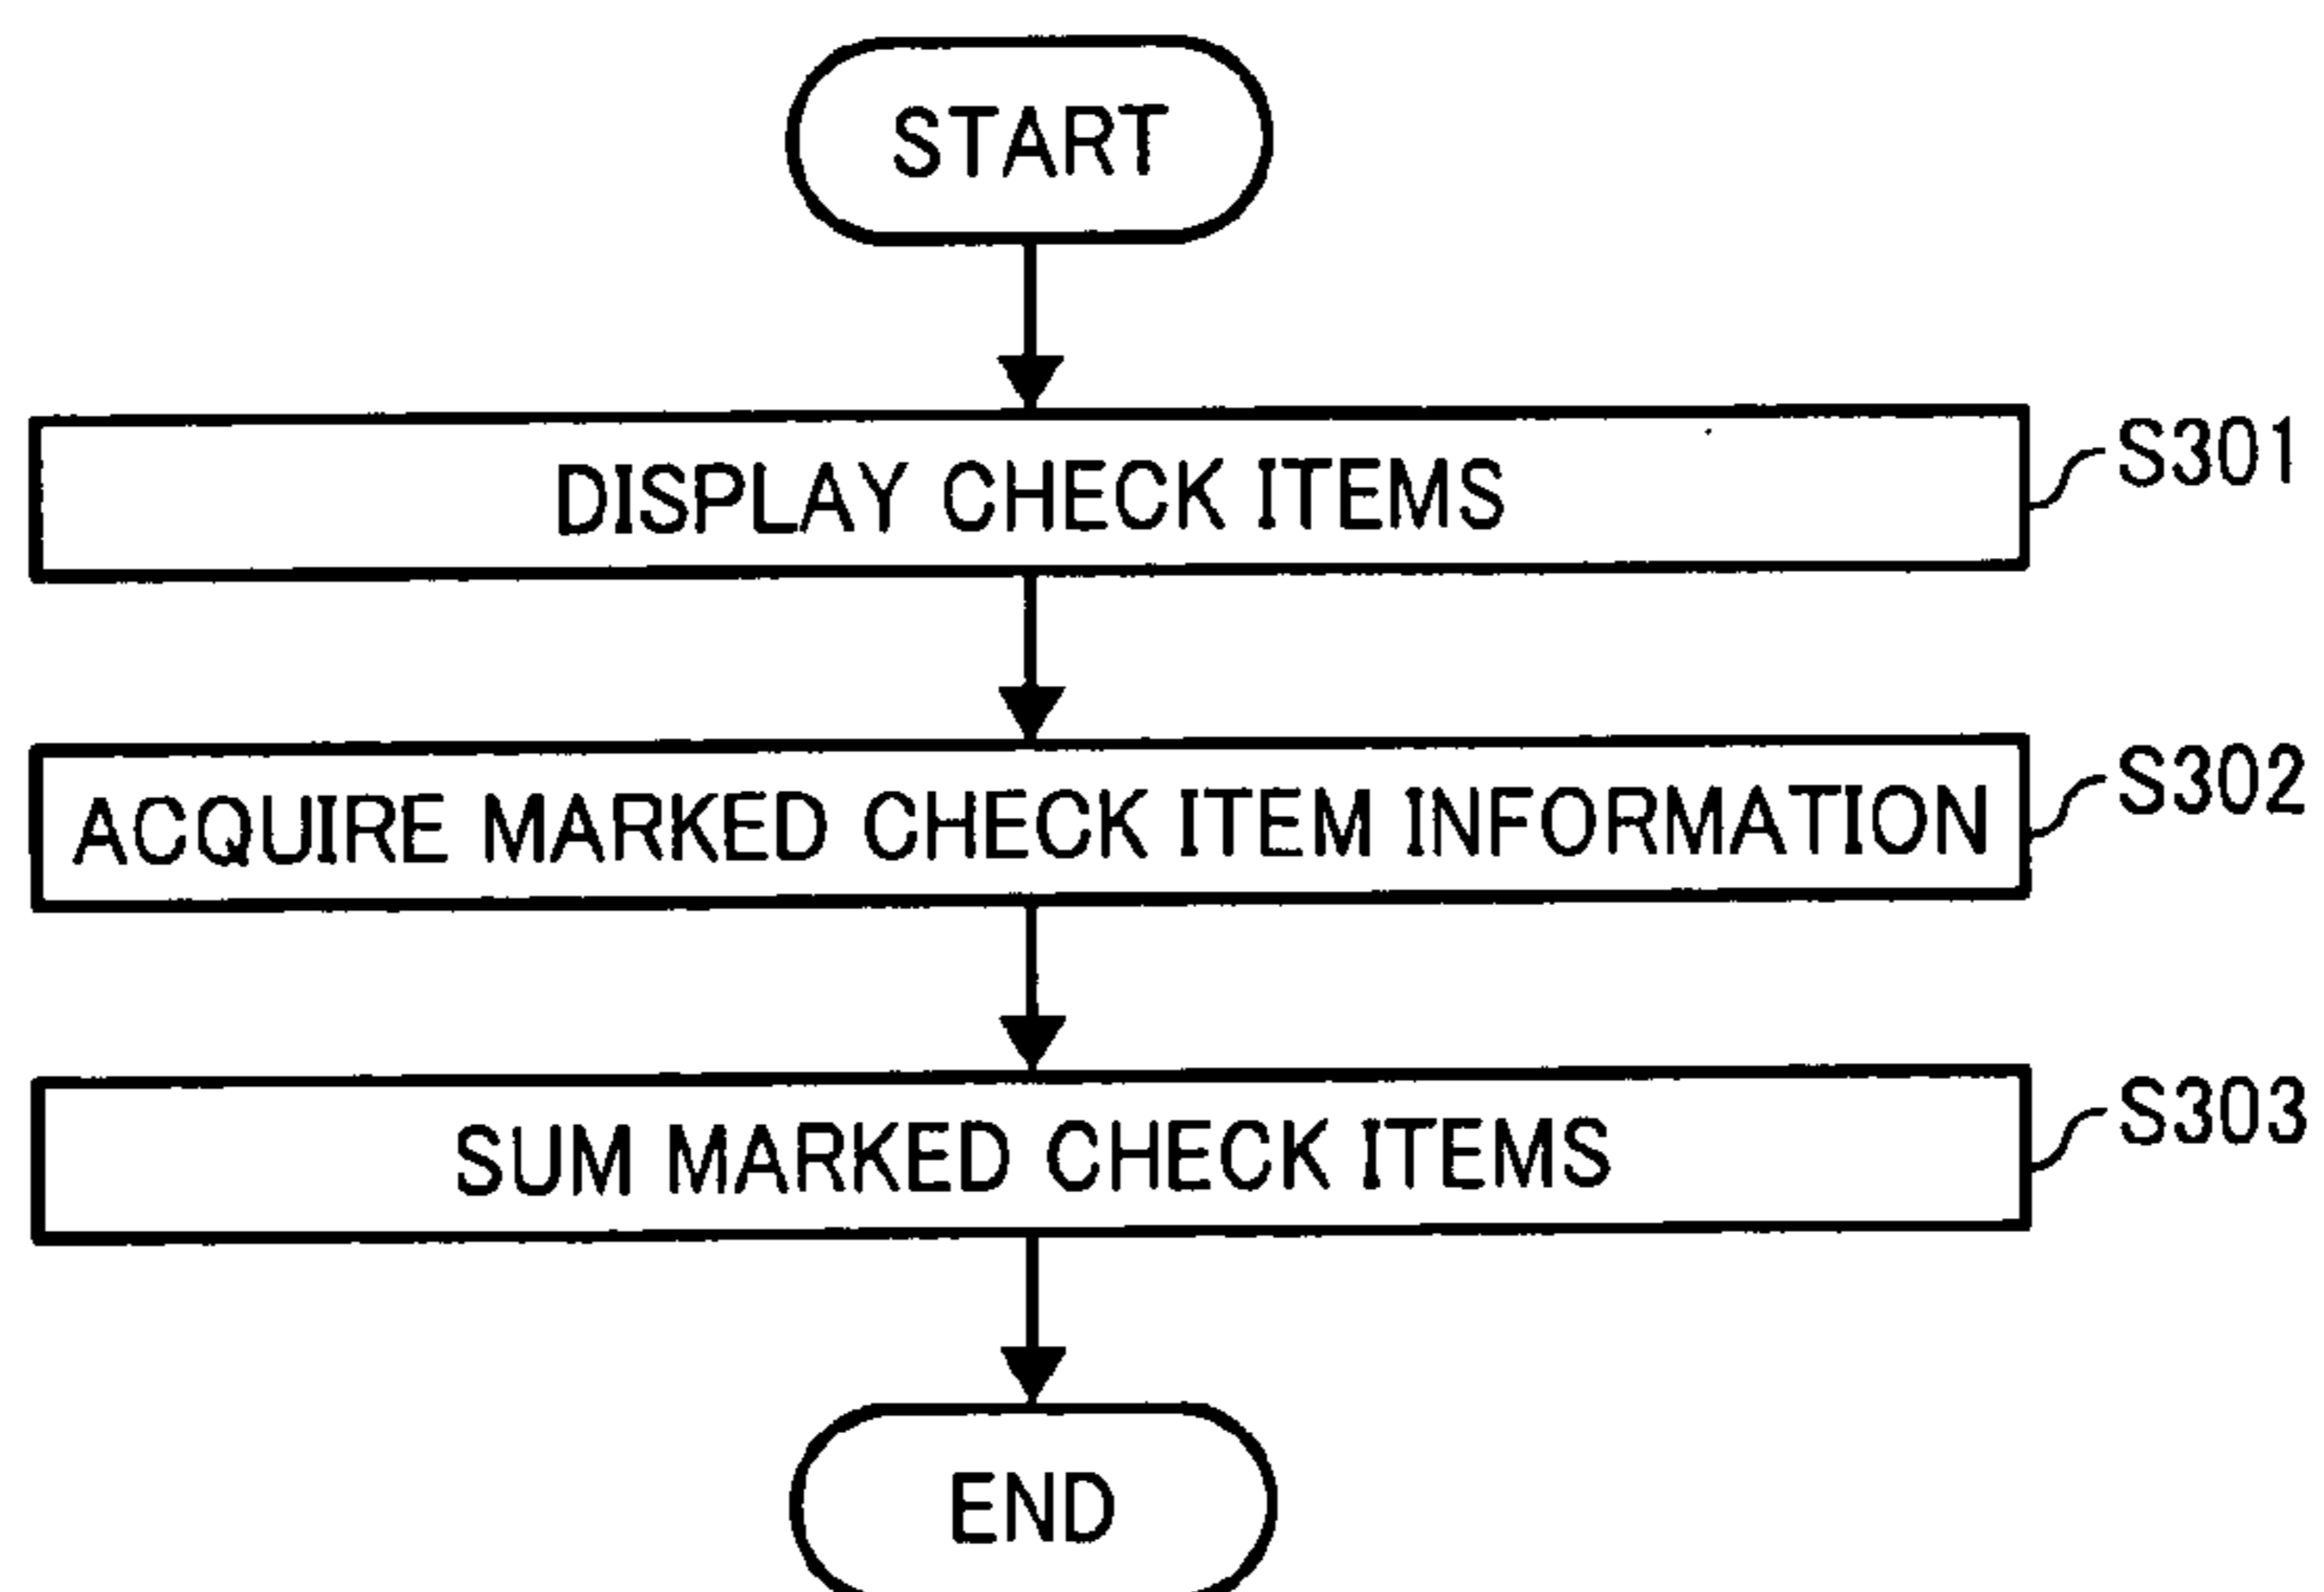 START
DISPLAY CHECK ITEMS
S301
ACQUIRE MARKED CHECK ITEM INFORMATION
S302
SUM MARKED CHECK ITEMS
S303
END